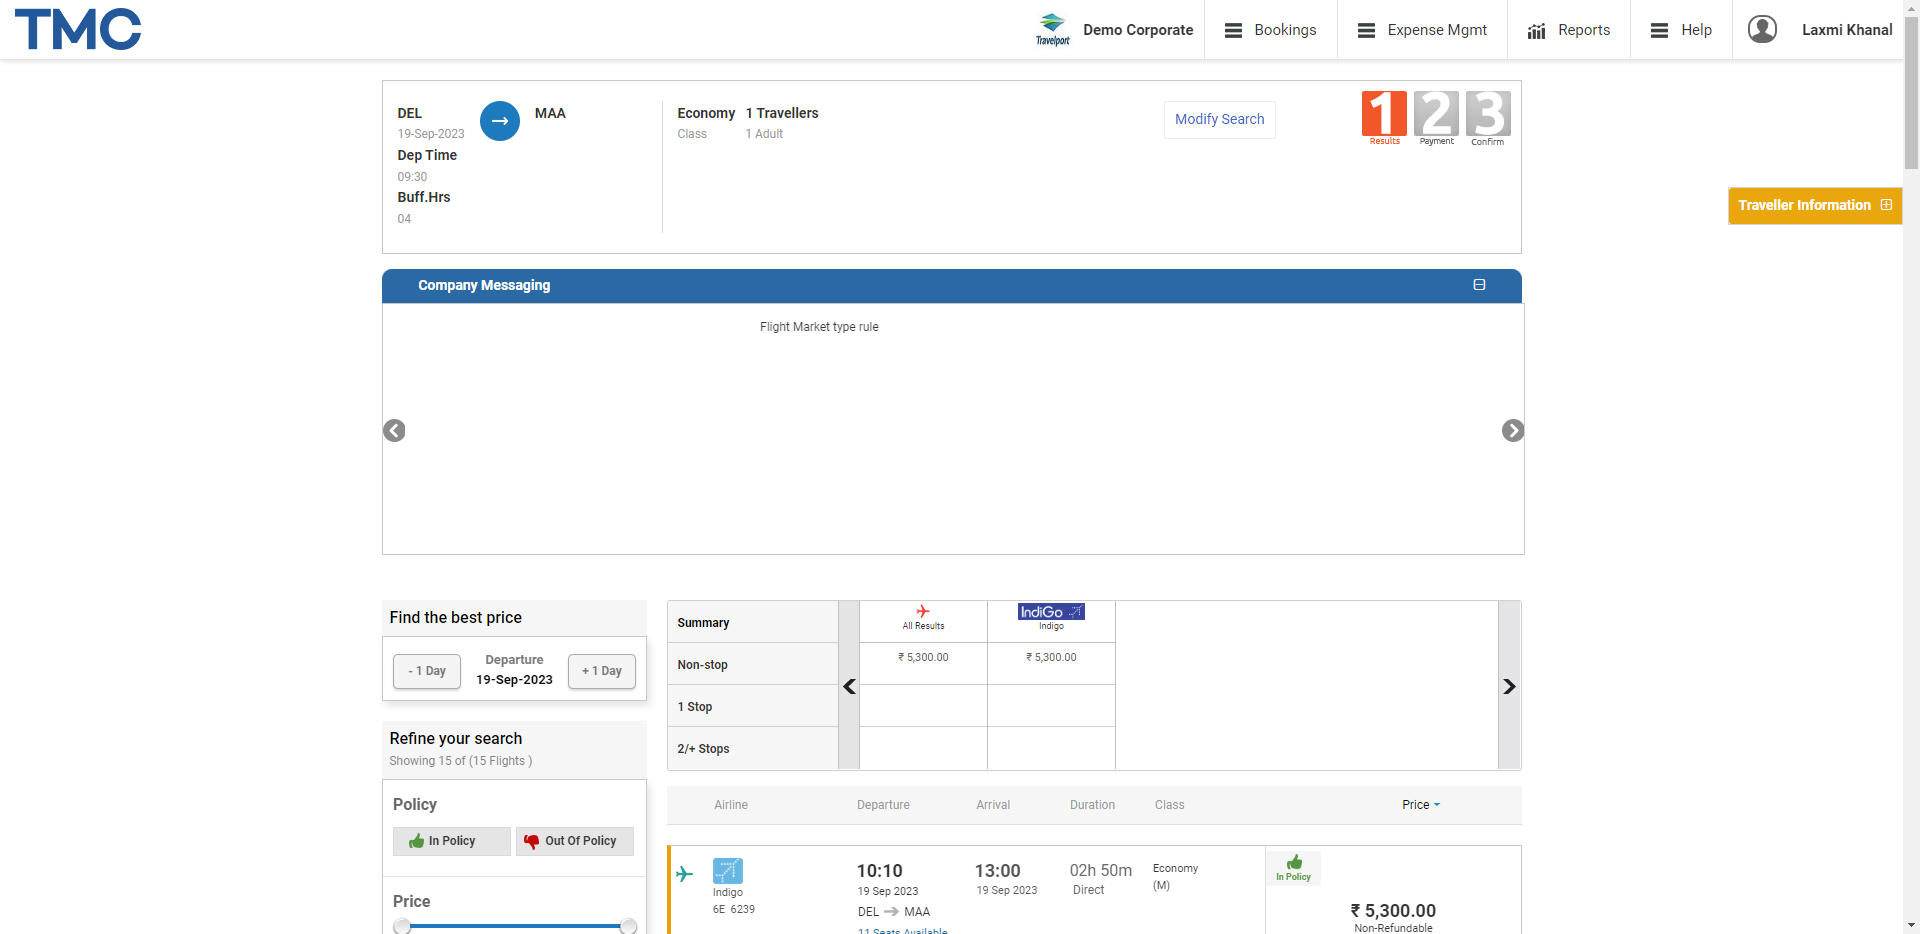 TMC
Travelport
Demo Corporate
Bookings
Expense Mgmt
Reports
Help
Laxmi Khanal
DEL
19-Sep-2023
MAA
Dep Time
09:30
Buff.Hrs
04
Economy
Class
1 Travellers
1 Adult
Modify Search
1
Results
2
Payment
3
Confirm
Traveller Information
Company Messaging
Flight Market type rule
Find the best price
- 1 Day
Departure
19-Sep-2023
+ 1 Day
Refine your search
Showing 15 of (15 Flights )
Policy
In Policy
Out Of Policy
Price
Summary
All Results
IndiGo
Indigo
Non-stop
₹ 5,300.00
₹ 5,300.00
1 Stop
2/+ Stops
Airline
Departure
Arrival
Duration
Class
Price
Indigo
6E 6239
10:10
19 Sep 2023
DEL MAA
11 Seats Available
13:00
19 Sep 2023
02h 50m
Direct
Economy
(M)
In Policy
₹ 5,300.00
Non-Refundable